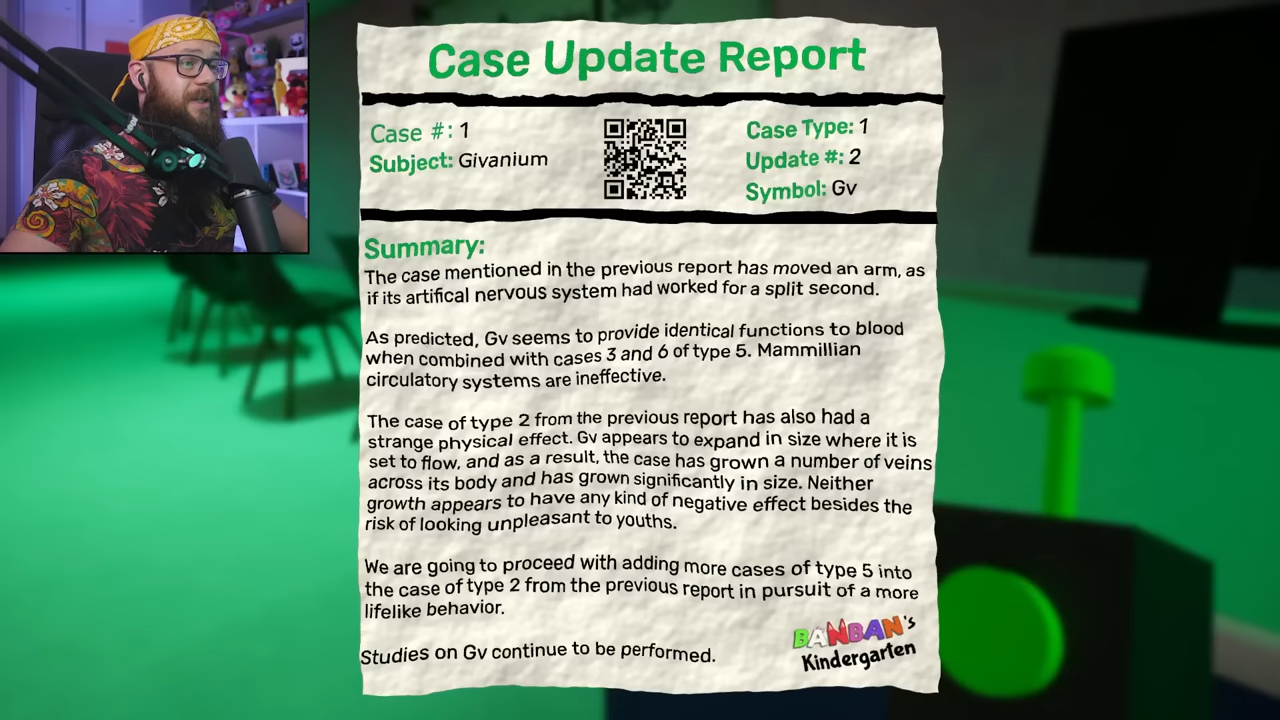 Case Update Report
Case #: 1
Subject: Givanium
Case Type: 1
Update #: 2
Symbol: Gv
Summary:
The case mentioned in the previous report has moved an arm, as
if its artifical nervous system had worked for a split second.
As predicted, Gv seems to provide identical functions to blood
when combined with cases 3 and 6 of type 5. Mammillian
circulatory systems are ineffective.
The case of type 2 from the previous report has also had a
strange physical effect. Gv appears to expand in size where it is
set to flow, and as a result, the case has grown a number of veins
across its body and has grown significantly in size. Neither
growth appears to have any kind of negative effect besides the
risk of looking unpleasant to youths.
We are going to proceed with adding more cases of type 5 into
the case of type 2 from the previous report in pursuit of a more
lifelike behavior.
Studies on Gv continue to be performed.
BANBAN's
Kindergarten